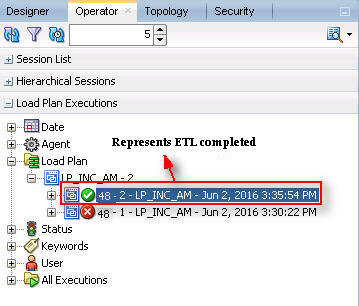 Designer Operator Topology Security
5
Session List
Hierarchical Sessions
Load Plan Executions
Date
Represents ETL completed
Agent
Load Plan
LP_INC_AM - 2
48 - 2 - LP_INC_AM - Jun 2, 2016 3:35:54 PM
48 - 1 - LP_INC_AM - Jun 2, 2016 3:30:22 PM
Status
Keywords
User
All Executions